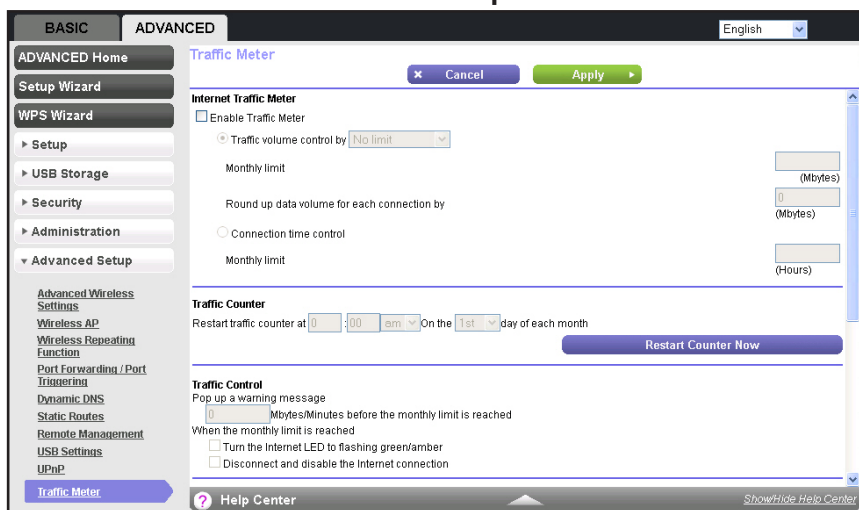 BASIC
ADVANCED
English
ADVANCED Home
Setup Wizard
WPS Wizard
Setup
USB Storage
Security
Administration
Advanced Setup
Advanced Wireless
Settings
Wireless AP
Wireless Repeating
Function
Port Forwarding / Port
Triggering
Dynamic DNS
Static Routes
Remote Management
USB Settings
UPnP
Traffic Meter
Traffic Meter
Cancel
Apply
Internet Traffic Meter
Enable Traffic Meter
Traffic volume control by No limit
Monthly limit
(Mbytes)
Round up data volume for each connection by
0
(Mbytes)
Connection time control
Monthly limit
(Hours)
Traffic Counter
Restart traffic counter at 0 : 00 am On the 1st day of each month
Restart Counter Now
Traffic Control
Pop up a warning message
0 Mbytes/Minutes before the monthly limit is reached
When the monthly limit is reached
Turn the Internet LED to flashing green/amber
Disconnect and disable the Internet connection
? Help Center
Show/Hide Help Center